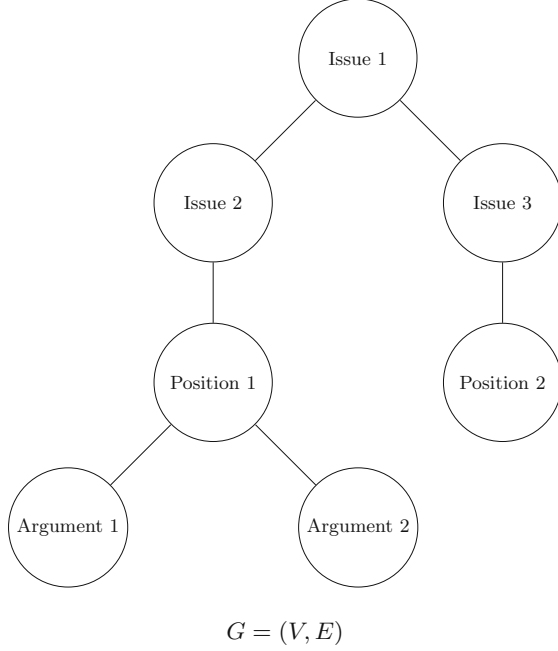 Issue 1
Issue 2
Issue 3
Position 1
Position 2
Argument 1
Argument 2
G = (V, E)